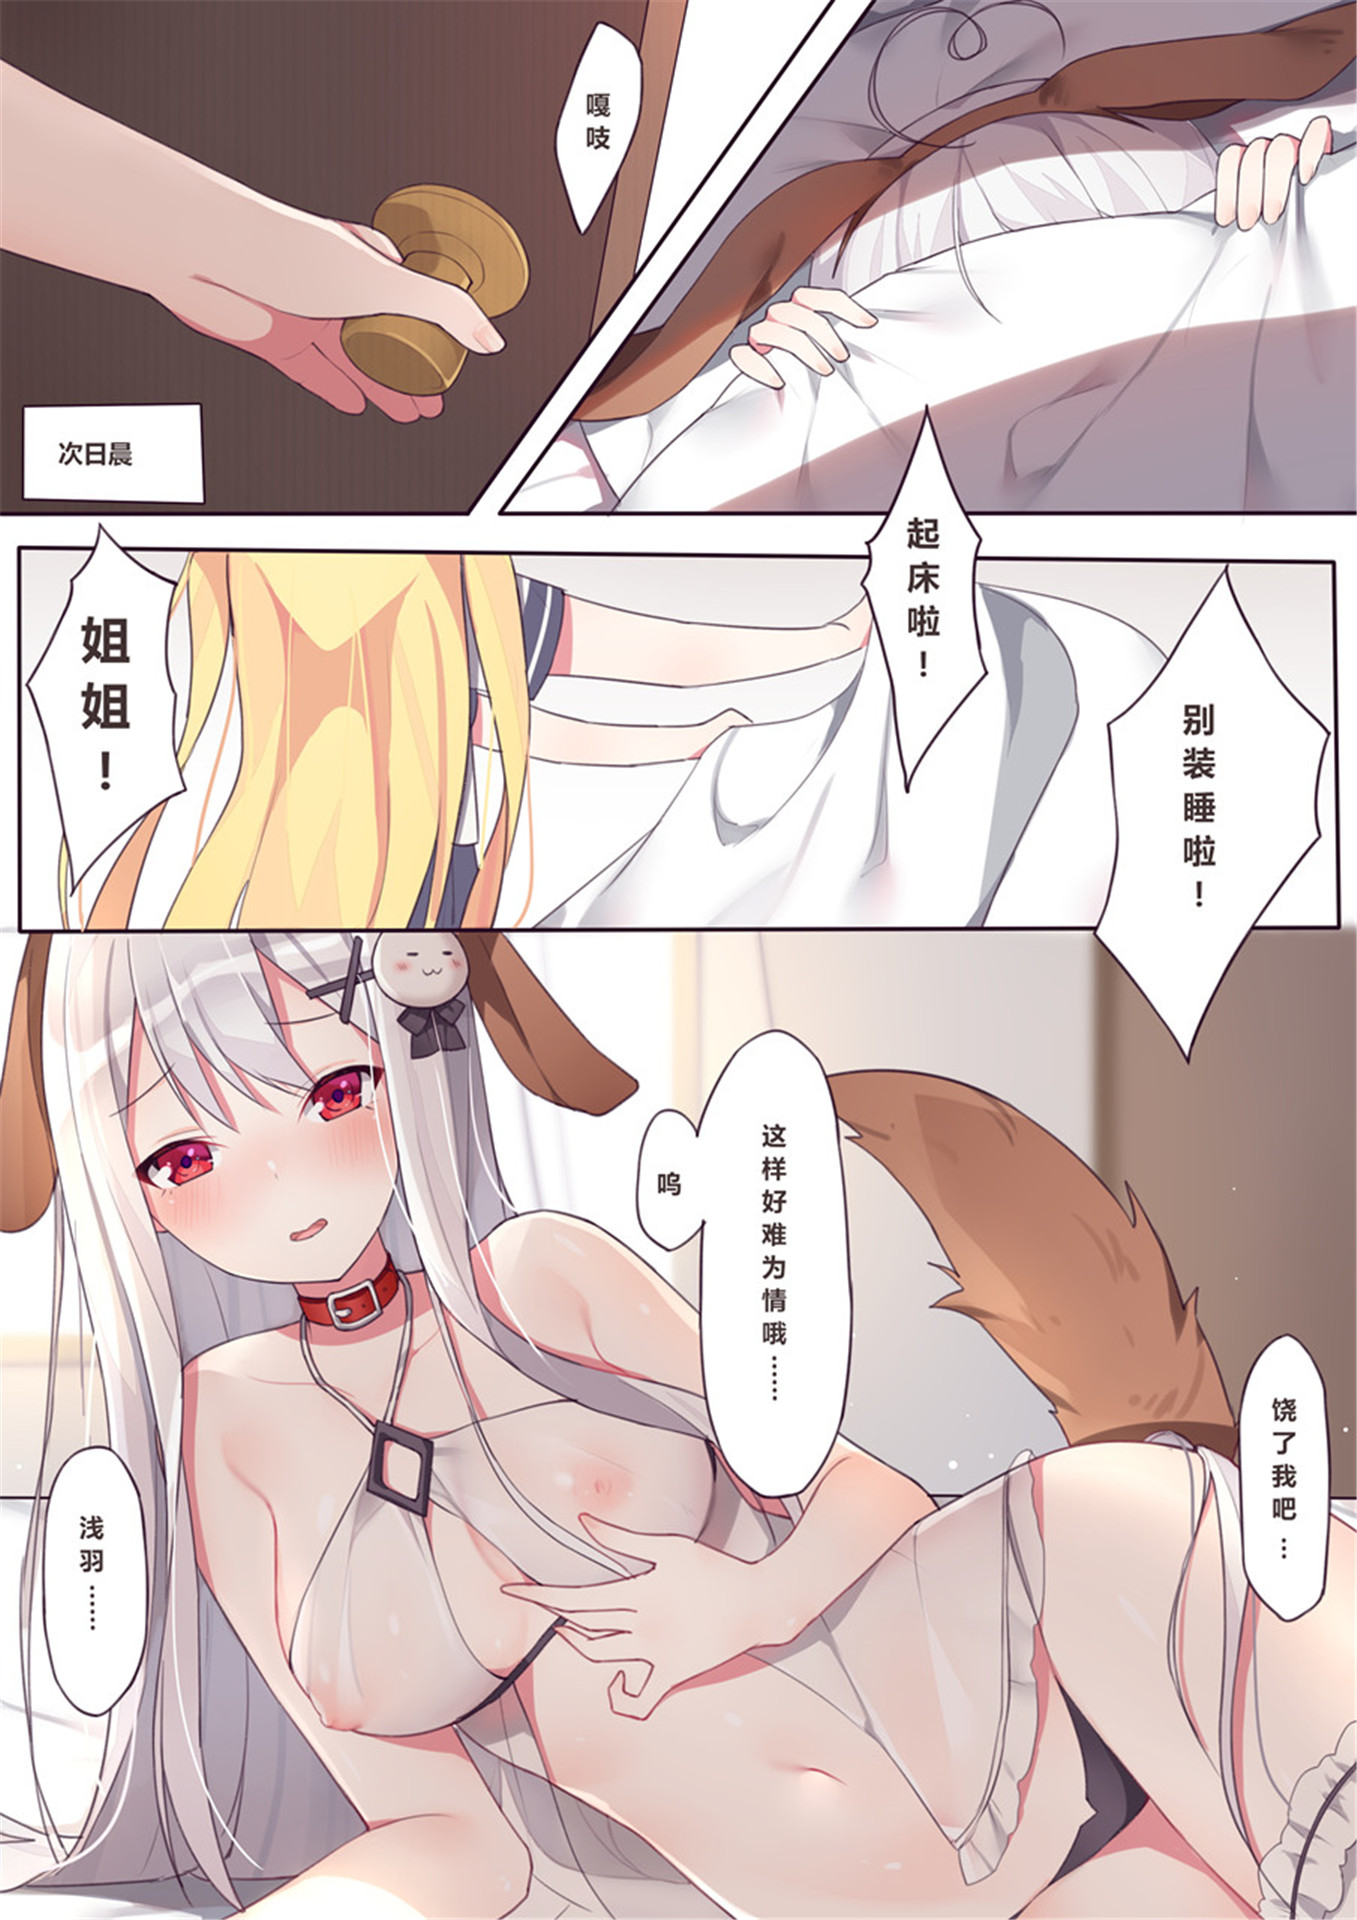 嘎吱
次日晨
姐姐！
起床啦！
别装睡啦！
呜
这样好难为情哦……
浅羽……
饶了我吧…